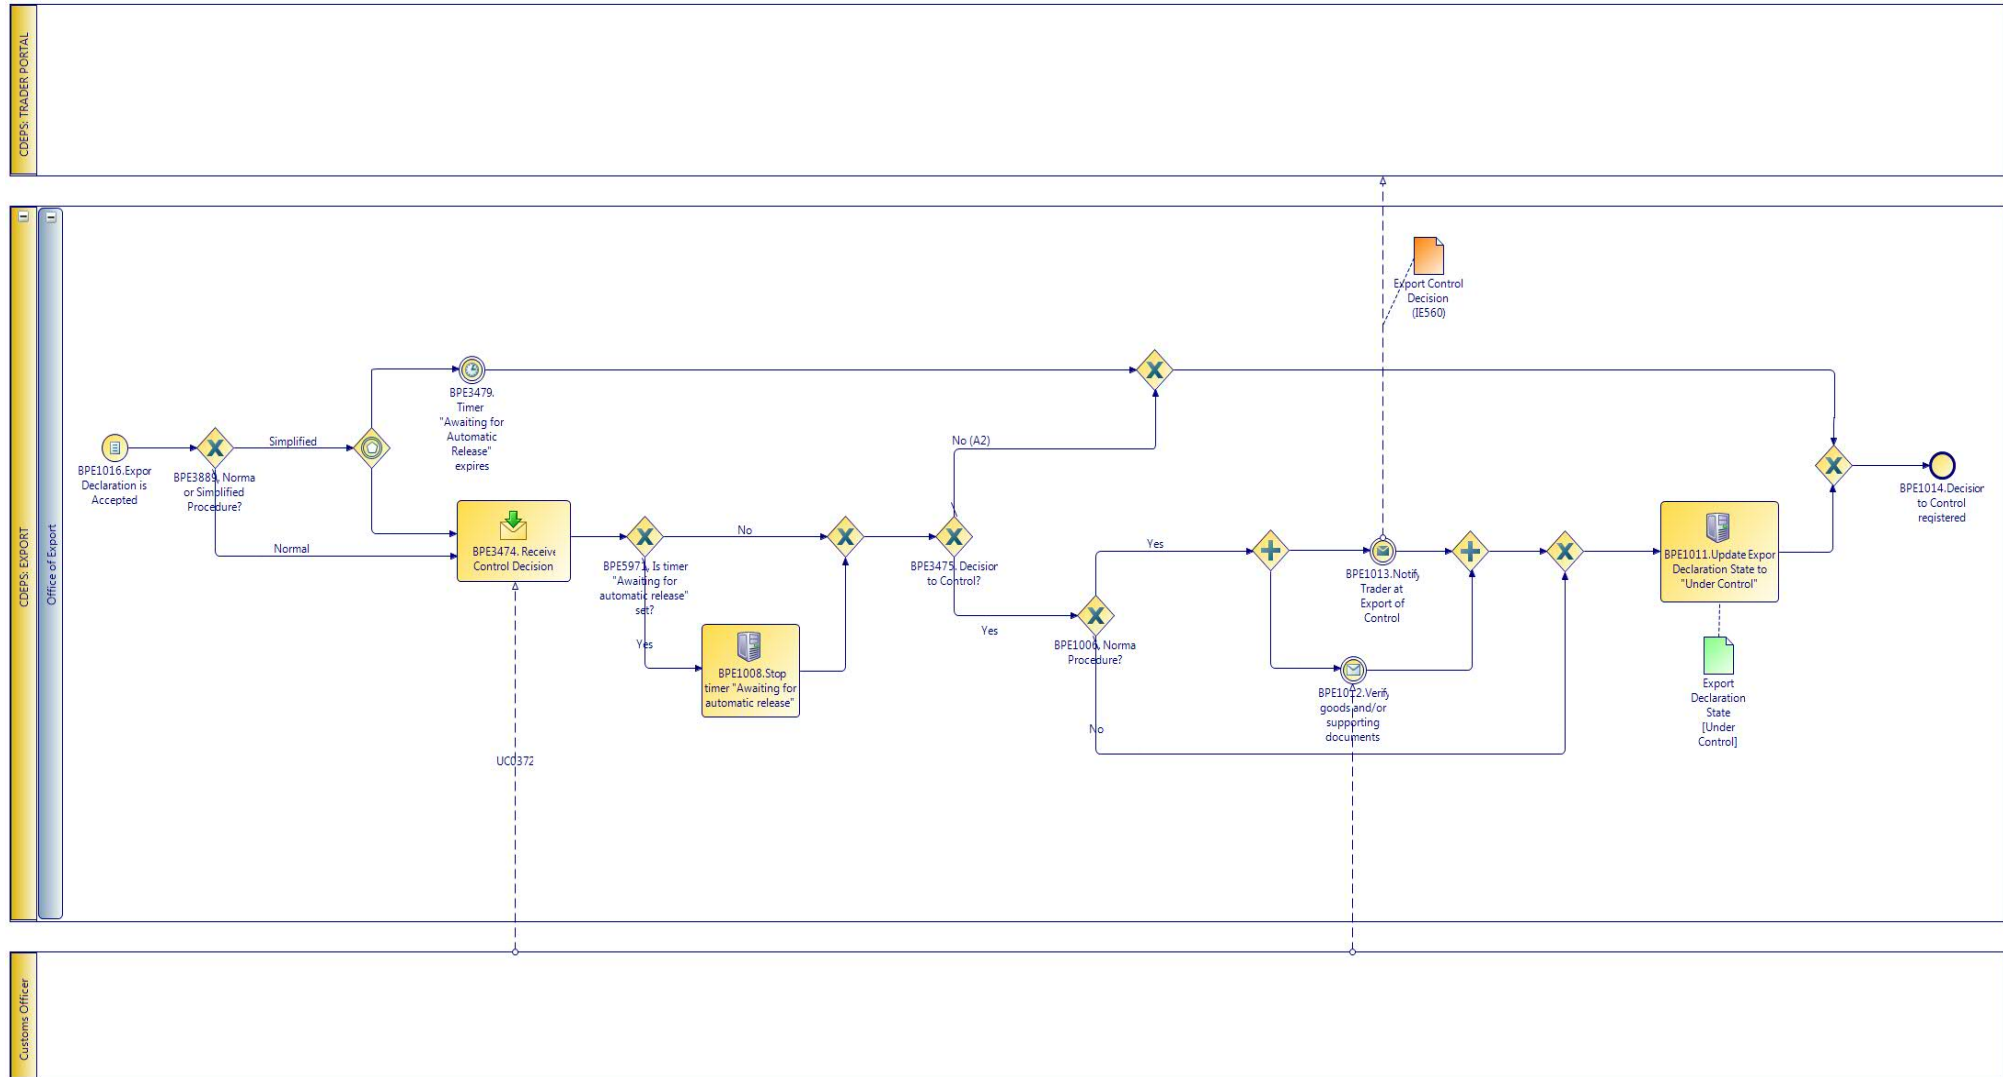 CDEPS: TRADER PORTAL
CDEPS: EXPORT
Office of Export
Export Control
Decision
(IE560)
BPE3479.
Timer
"Awaiting for
Automatic
Release"
expires
Simplified
No (A2)
BPE1016.Expor
Declaration is
Accepted
BPE3889. Norma
or Simplified
Procedure?
Normal
BPE3474. Receive
Control Decision
No
BPE5971. Is timer
"Awaiting for
automatic release"
set?
Yes
BPE1008.Stop
timer "Awaiting for
automatic release"
BPE3475. Decision
to Control?
Yes
BPE1006. Norma
Procedure?
Yes
No
BPE1013.Notify
Trader at
Export of
Control
BPE1012.Verify
goods and/or
supporting
documents
BPE1011.Update Expor
Declaration State to
"Under Control"
Export
Declaration
State
[Under
Control]
BPE1014.Decision
to Control
registered
UC0372
Customs Officer